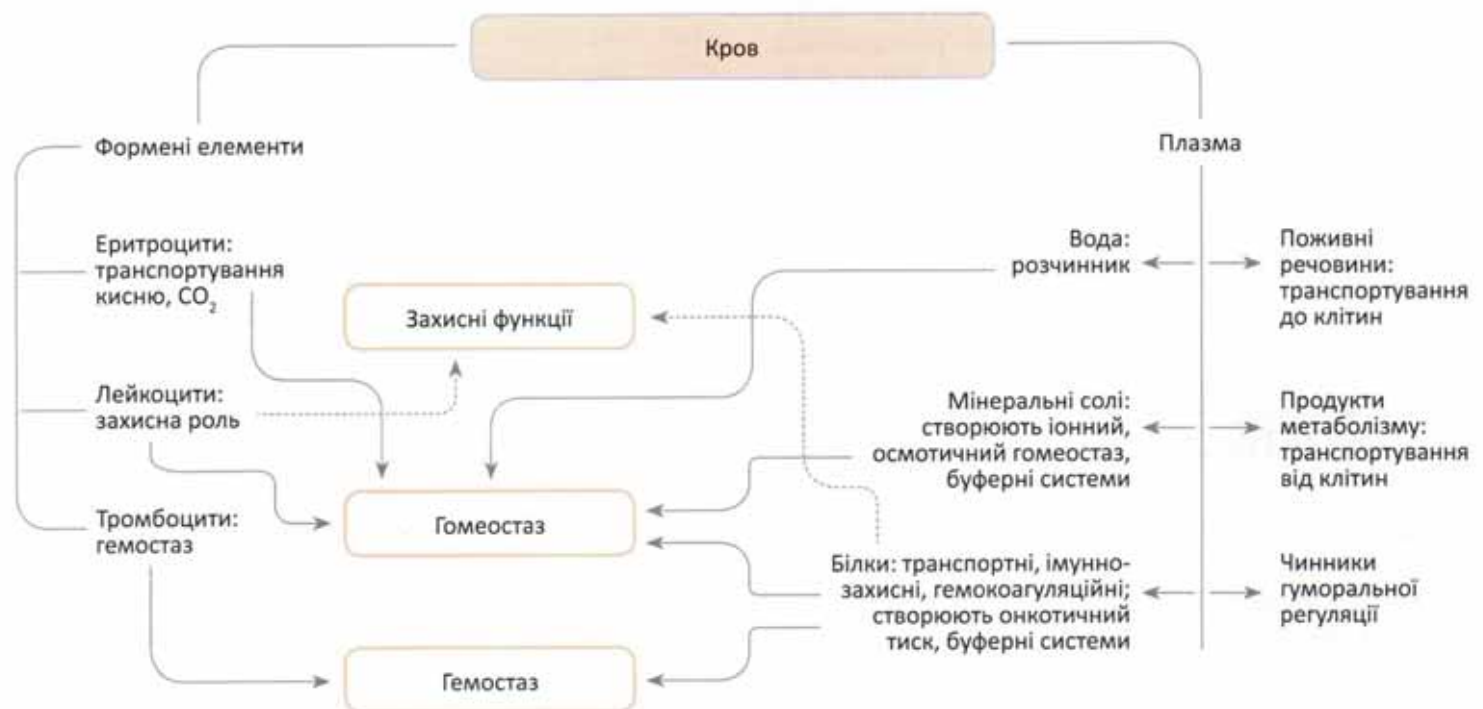 Кров
Формені елементи
Еритроцити:
транспортування
кисню, CO₂
Лейкоцити:
захисна роль
Тромбоцити:
гемостаз
Захисні функції
Гомеостаз
Гемостаз
Плазма
Вода:
розчинник
Мінеральні солі:
створюють іонний,
осмотичний гомеостаз,
буферні системи
Білки: транспортні, імунно-
захисні, гемокоагуляційні;
створюють онкотичний
тиск, буферні системи
Поживні
речовини:
транспортування
до клітин
Продукти
метаболізму:
транспортування
від клітин
Чинники
гуморальної
регуляції